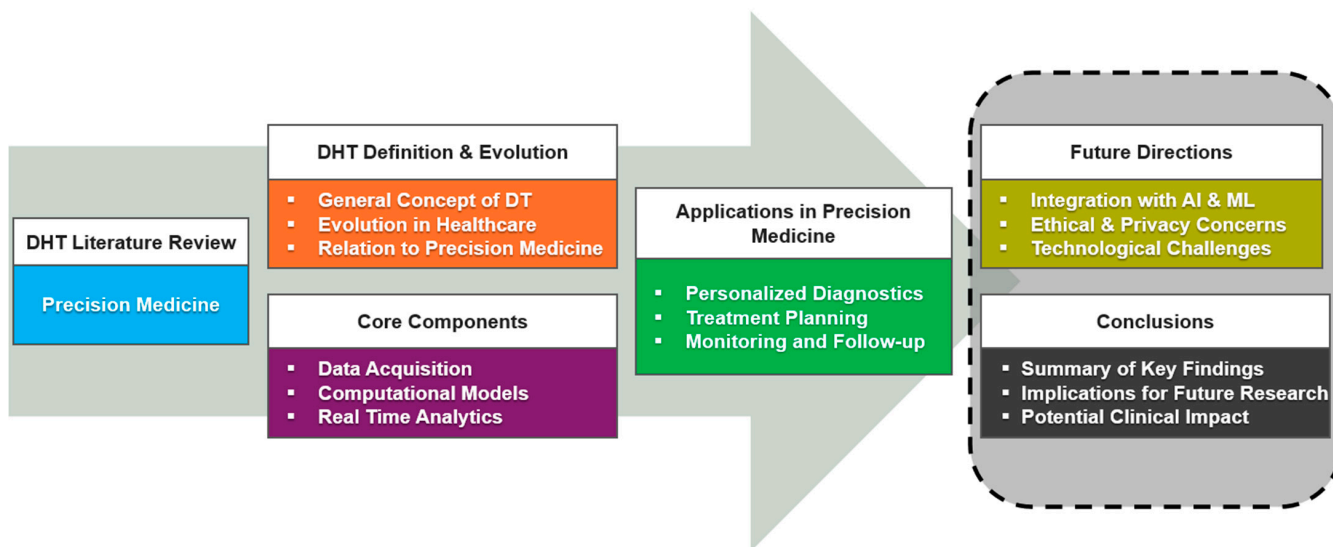 DHT Literature Review
Precision Medicine
DHT Definition & Evolution
▪ General Concept of DT
▪ Evolution in Healthcare
▪ Relation to Precision Medicine
Core Components
▪ Data Acquisition
▪ Computational Models
▪ Real Time Analytics
Applications in Precision
Medicine
▪ Personalized Diagnostics
▪ Treatment Planning
▪ Monitoring and Follow-up
Future Directions
▪ Integration with AI & ML
▪ Ethical & Privacy Concerns
▪ Technological Challenges
Conclusions
▪ Summary of Key Findings
▪ Implications for Future Research
▪ Potential Clinical Impact